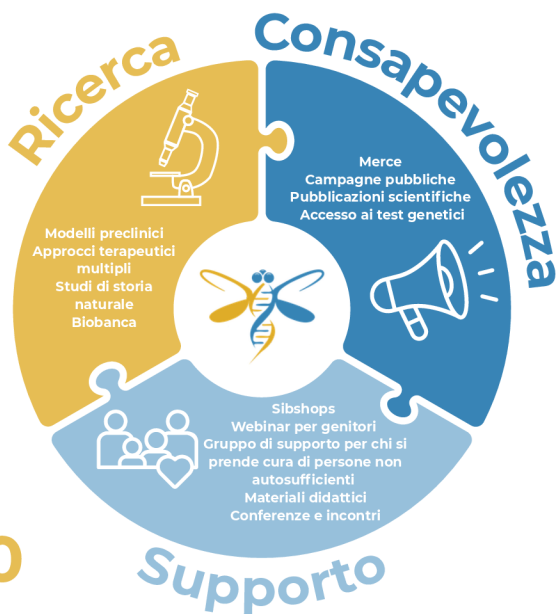 Ricerca
Consapevolezza
Merce
Campagne pubbliche
Pubblicazioni scientifiche
Accesso ai test genetici
Modelli preclinici
Approcci terapeutici
multipli
Studi di storia
naturale
Biobanca
Sibshops
Webinar per genitori
Gruppo di supporto per chi si
prende cura di persone non
autosufficienti
Materiali didattici
Conferenze e incontri
Supporto